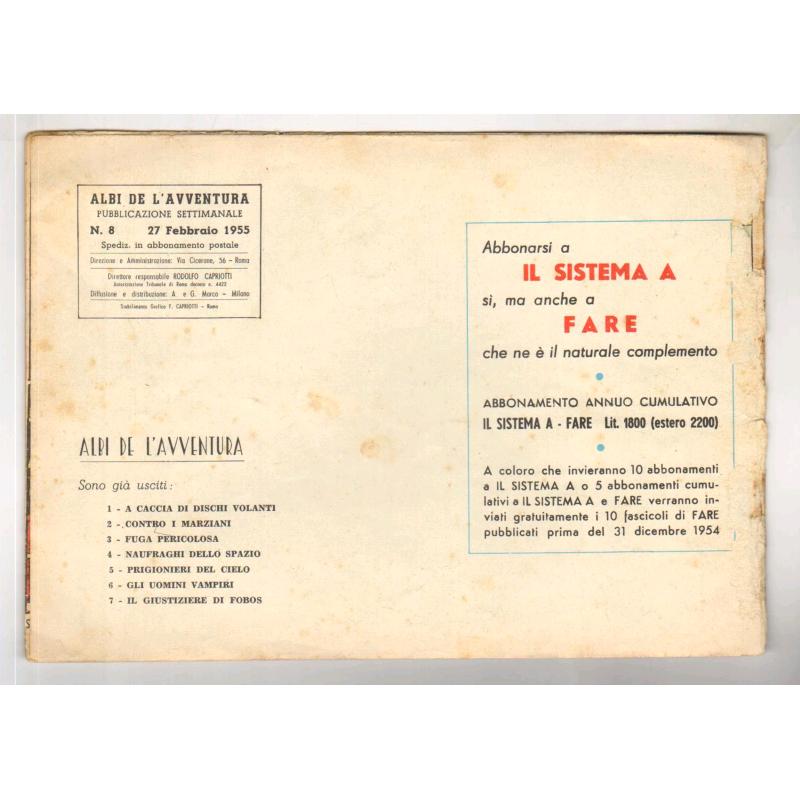 ALBI DE L'AVVENTURA
PUBBLICAZIONE SETTIMANALE
N. 8 27 Febbraio 1955
Spediz. in abbonamento postale
Direzione e Amministrazione: Via Cicerone, 56 - Roma
Direttore responsabile RODOLFO CAPRIOTTI
Autorizzazione Tribunale di Roma decreto n. 4422
Diffusione e distribuzione: A. e G. Marco - Milano
Stabilimento Grafico F. CAPRIOTTI - Roma
ALBI DE L'AVVENTURA
Sono già usciti:
1 - A CACCIA DI DISCHI VOLANTI
2 - CONTRO I MARZIANI
3 - FUGA PERICOLOSA
4 - NAUFRAGHI DELLO SPAZIO
5 - PRIGIONIERI DEL CIELO
6 - GLI UOMINI VAMPIRI
7 - IL GIUSTIZIERE DI FOBOS
Abbonarsi a
IL SISTEMA A
sì, ma anche a
FARE
che ne è il naturale complemento
ABBONAMENTO ANNUO CUMULATIVO
IL SISTEMA A - FARE Lit. 1800 (estero 2200)
A coloro che invieranno 10 abbonamenti
a IL SISTEMA A o 5 abbonamenti cumu-
lativi a IL SISTEMA A e FARE verranno in-
viati gratuitamente i 10 fascicoli di FARE
pubblicati prima del 31 dicembre 1954
S